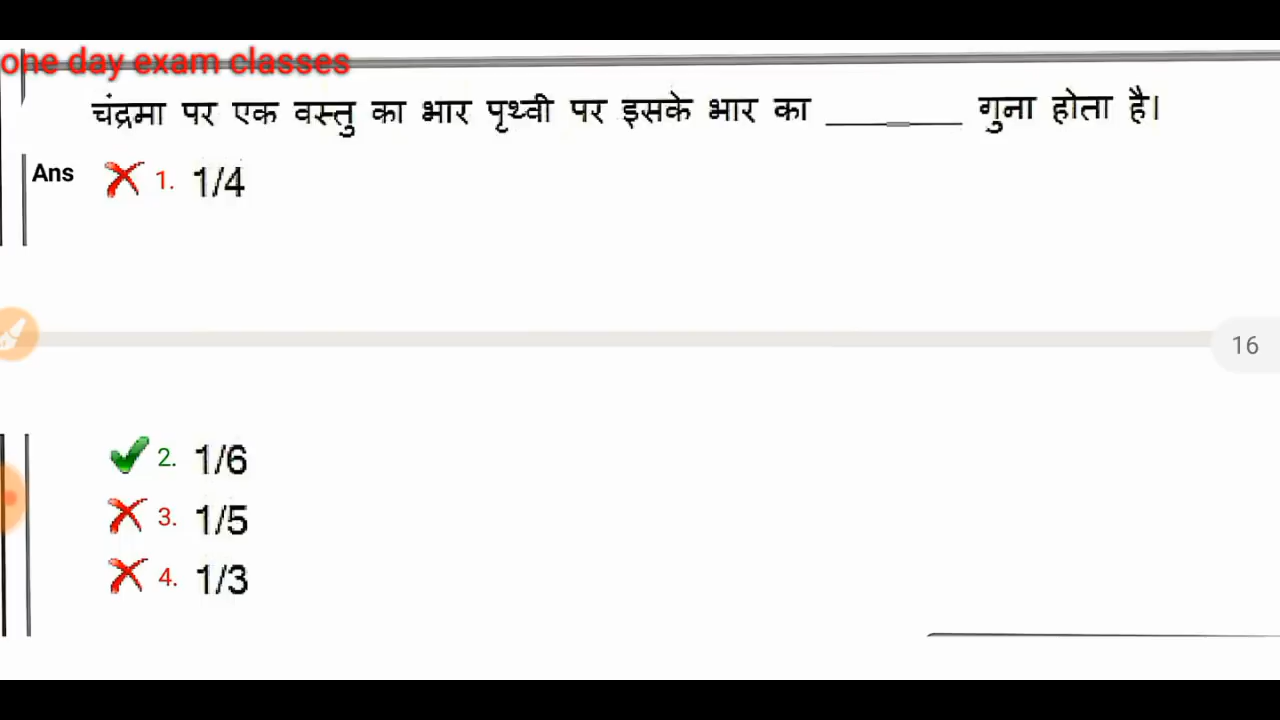 one day exam classes
चंद्रमा पर एक वस्तु का भार पृथ्वी पर इसके भार का ________ गुना होता है।
Ans 1. 1/4
16
2. 1/6
3. 1/5
4. 1/3